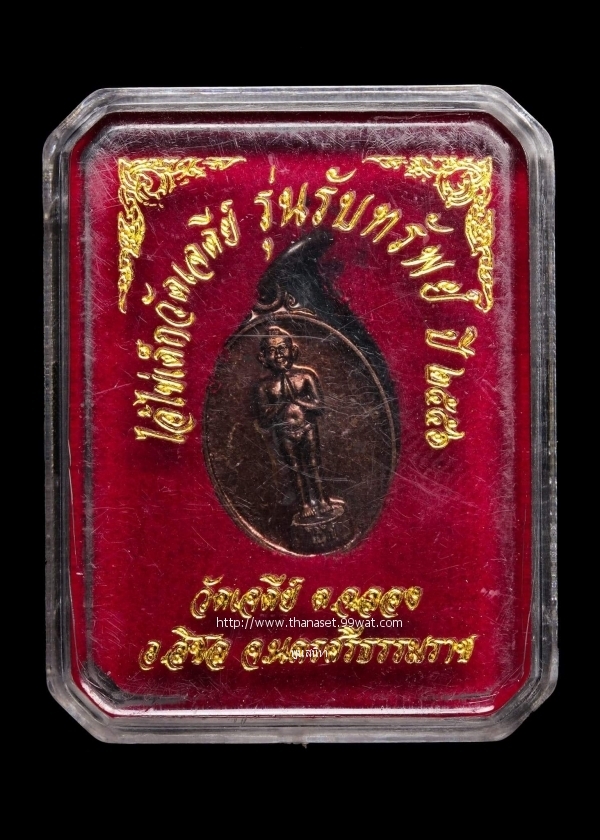 ไอ้ไข่เด็กวัดเจดีย์ รุ่นรับทรัพย์ ปี ๒๕๕๖
วัดเจดีย์ ต.ฉลอง
http://www.thanaset.99wat.com
อ.สิชล จ.นครศรีธรรมราช